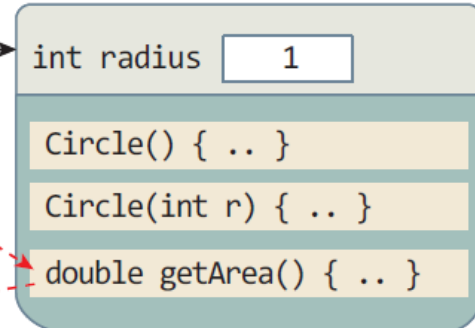 int radius 1
Circle() { .. }
Circle(int r) { .. }
double getArea() { .. }